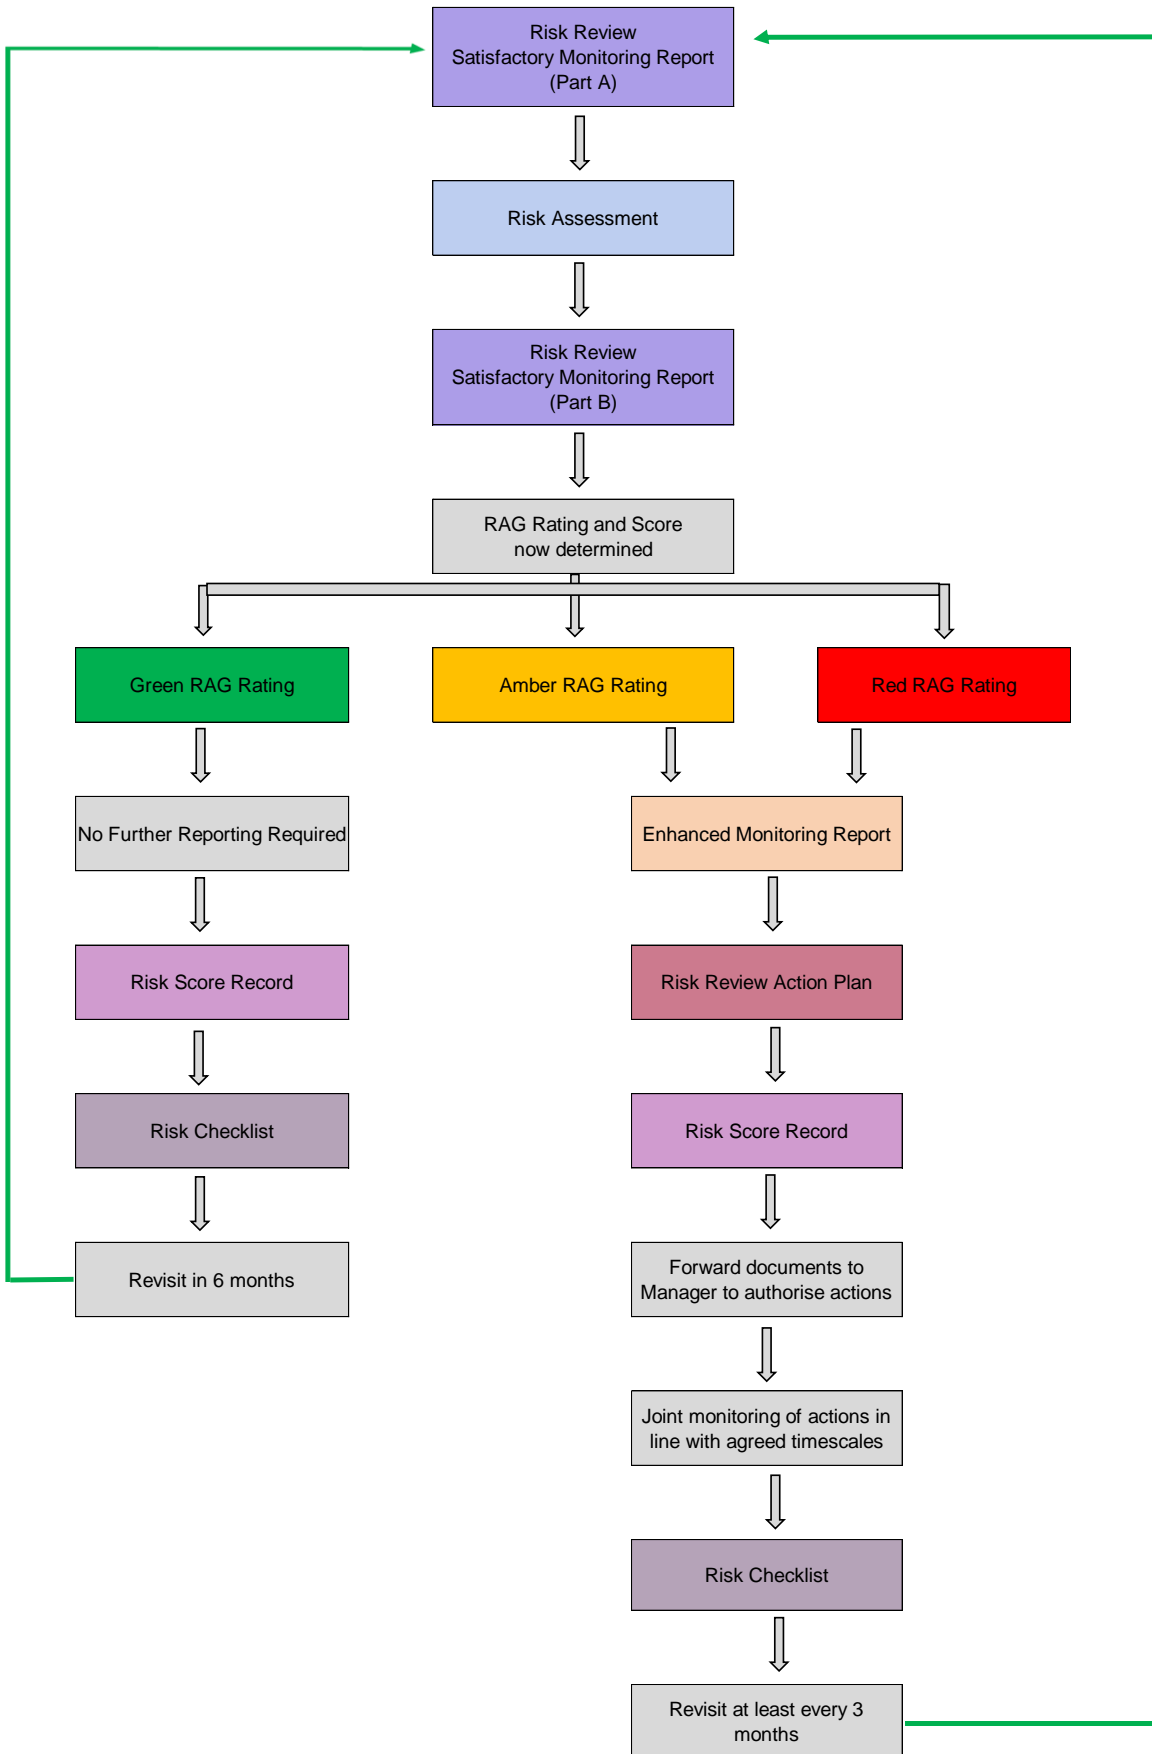 Risk Review
Satisfactory Monitoring Report
(Part A)
Risk Assessment
Risk Review
Satisfactory Monitoring Report
(Part B)
RAG Rating and Score
now determined
Green RAG Rating
Amber RAG Rating
Red RAG Rating
No Further Reporting Required
Enhanced Monitoring Report
Risk Score Record
Risk Review Action Plan
Risk Checklist
Risk Score Record
Revisit in 6 months
Forward documents to
Manager to authorise actions
Joint monitoring of actions in
line with agreed timescales
Risk Checklist
Revisit at least every 3
months